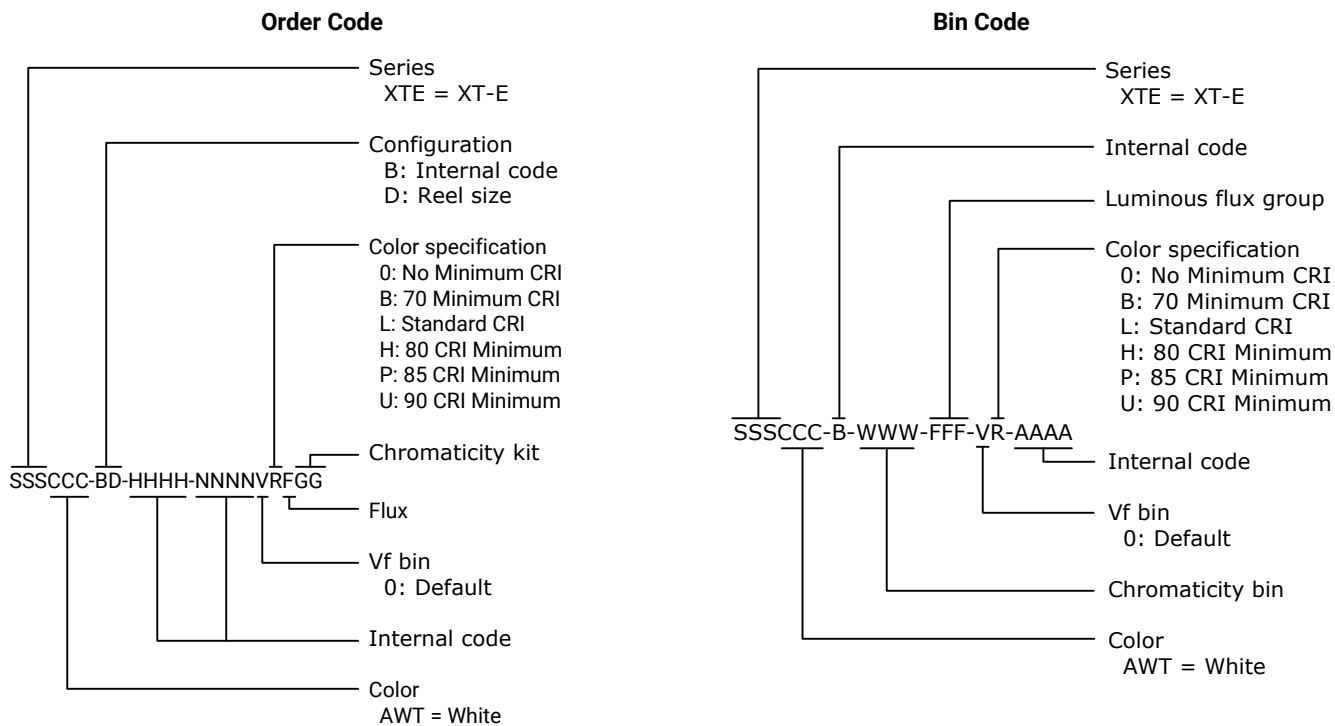 Order Code
Series
XTE = XT-E
Configuration
B: Internal code
D: Reel size
Color specification
0: No Minimum CRI
B: 70 Minimum CRI
L: Standard CRI
H: 80 CRI Minimum
P: 85 CRI Minimum
U: 90 CRI Minimum
Chromaticity kit
SSSCCC-BD-HHHH-NNNNVRFGG
Flux
Vf bin
0: Default
Internal code
Color
AWT = White
Bin Code
Series
XTE = XT-E
Internal code
Luminous flux group
Color specification
0: No Minimum CRI
B: 70 Minimum CRI
L: Standard CRI
H: 80 CRI Minimum
P: 85 CRI Minimum
U: 90 CRI Minimum
SSSCCC-B-WWW-FFF-VR-AAAA
Internal code
Vf bin
0: Default
Chromaticity bin
Color
AWT = White